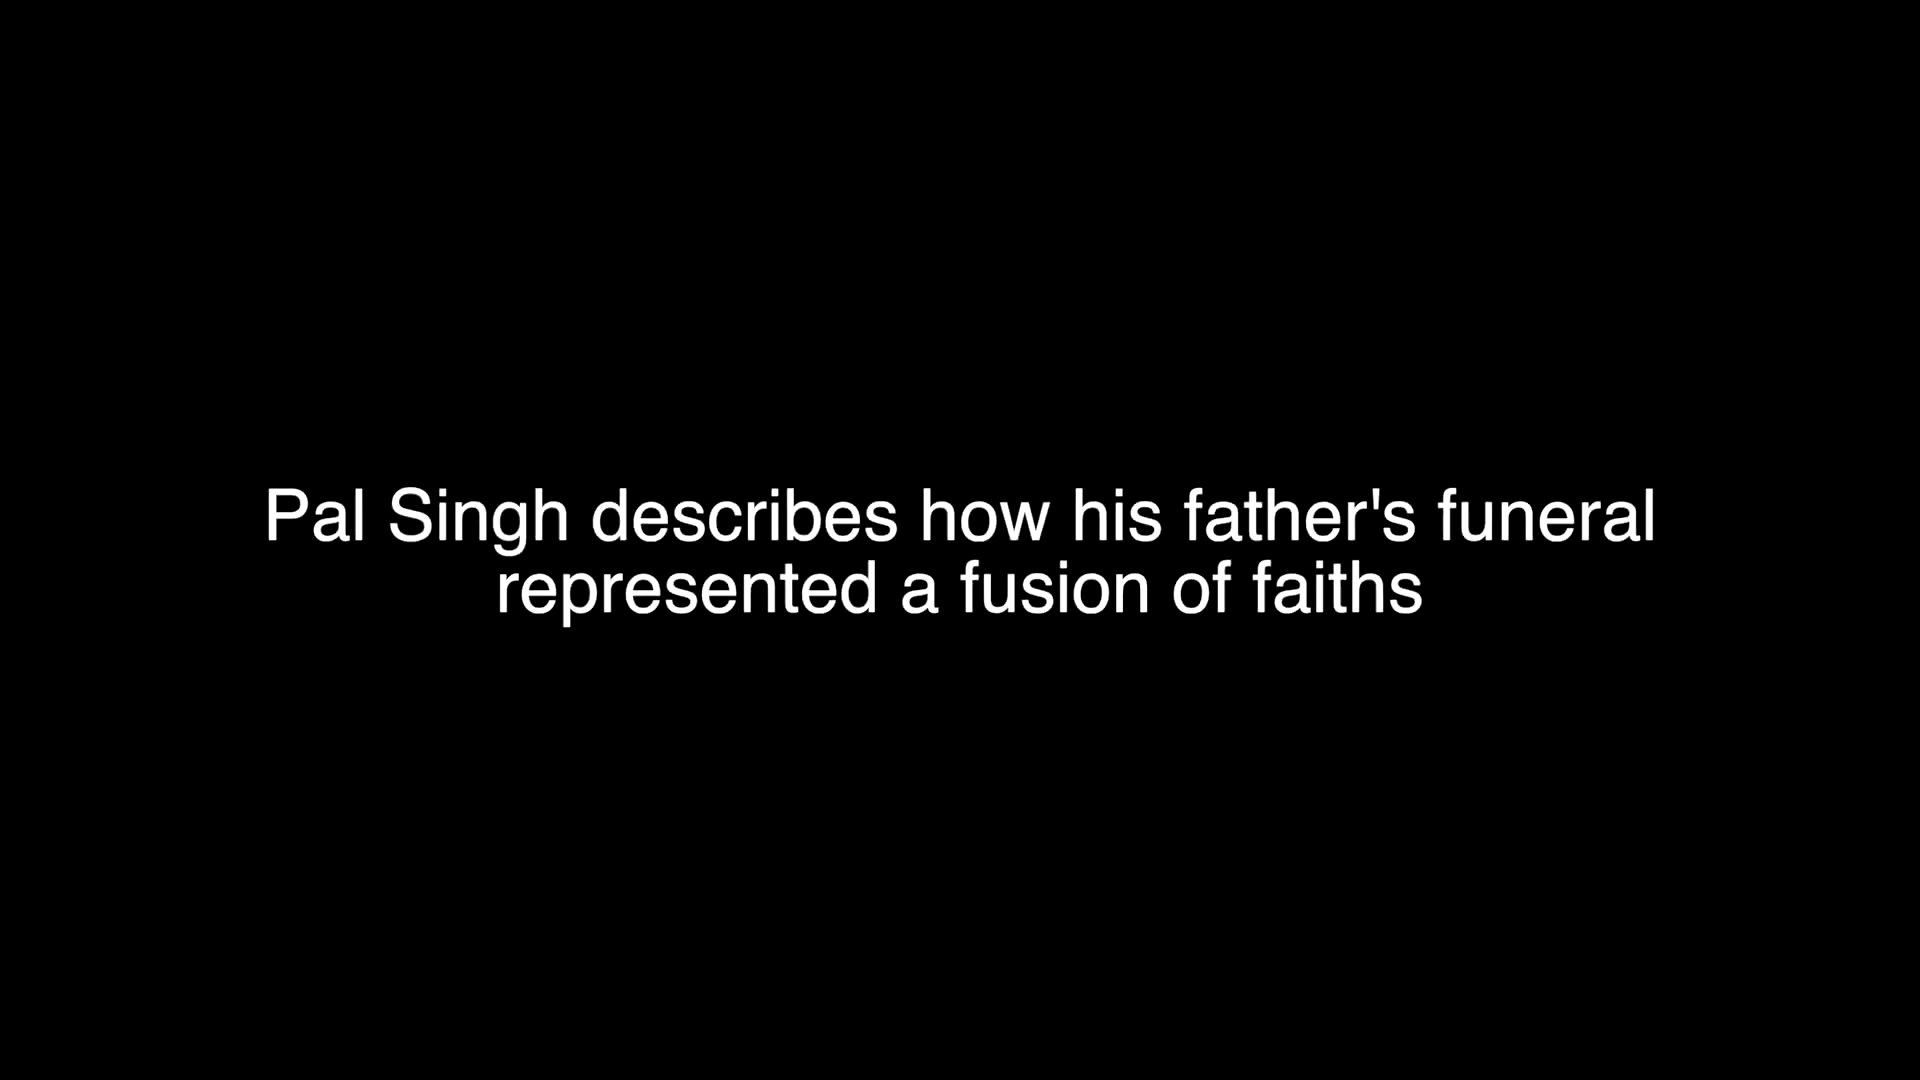 Pal Singh describes how his father's funeral
represented a fusion of faiths